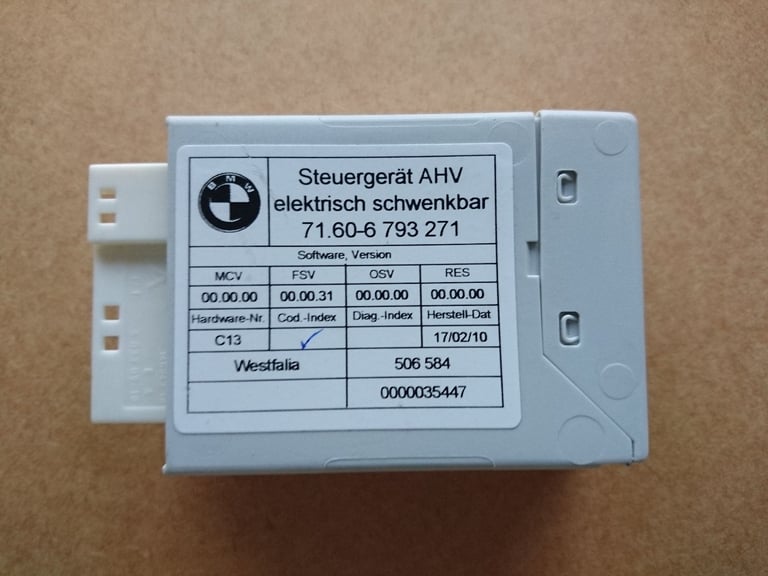 BMW
Steuergerät AHV
elektrisch schwenkbar
71.60-6 793 271
Software, Version
MCV FSV OSV RES
00.00.00 00.00.31 00.00.00 00.00.00
Hardware-Nr. Cod.-Index Diag.-Index Herstell-Dat
C13 17/02/10
Westfalia 506 584
0000035447